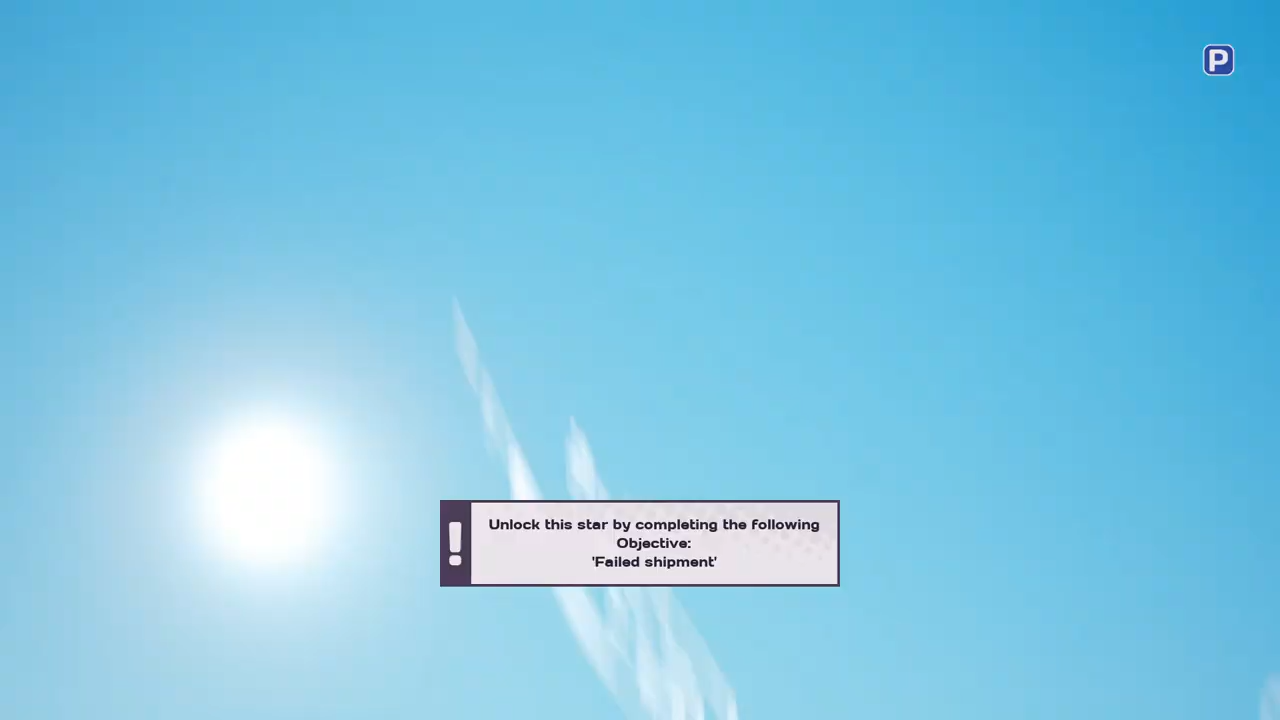 P
Unlock this star by completing the following
Objective:
'Failed shipment'